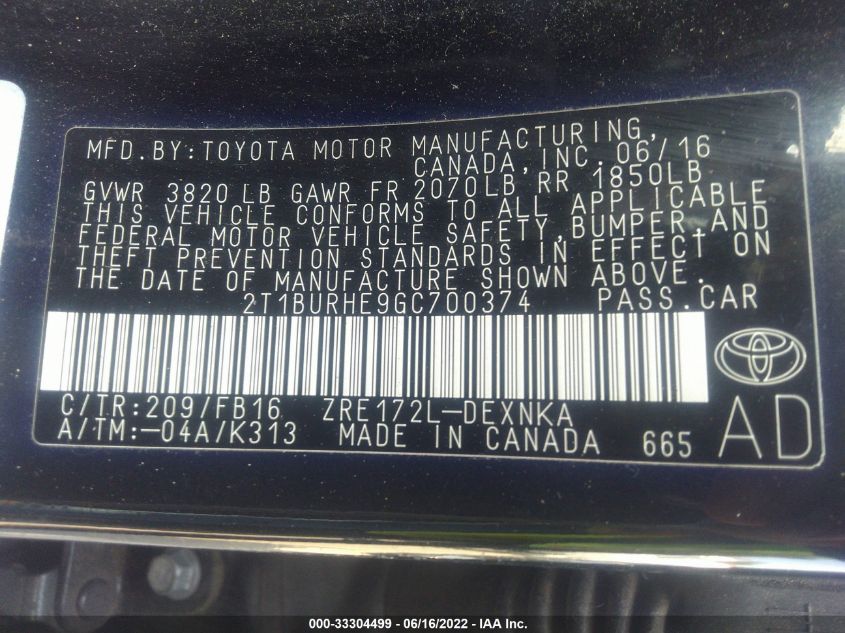 MFD.BY:TOYOTA MOTOR MANUFACTURING,
CANADA,INC. 06/16
GVWR 3820 LB GAWR FR 2070LB RR 1850LB
THIS VEHICLE CONFORMS TO ALL APPLICABLE
FEDERAL MOTOR VEHICLE SAFETY,BUMPER,AND
THEFT PREVENTION STANDARDS IN EFFECT ON
THE DATE OF MANUFACTURE SHOWN ABOVE.
2T1BURHE9GC700374 PASS.CAR
C/TR:209/FB16 ZRE172L-DEXNKA
A/TM:-04A/K313 MADE IN CANADA 665 AD
000-33304499 - 06/16/2022 - IAA Inc.